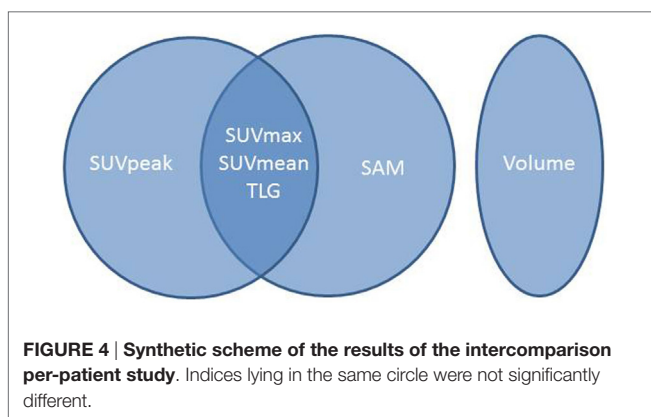 SUVpeak
SUVmax
SUVmean
TLG
SAM
Volume
FIGURE 4 | Synthetic scheme of the results of the intercomparison
per-patient study. Indices lying in the same circle were not significantly
different.